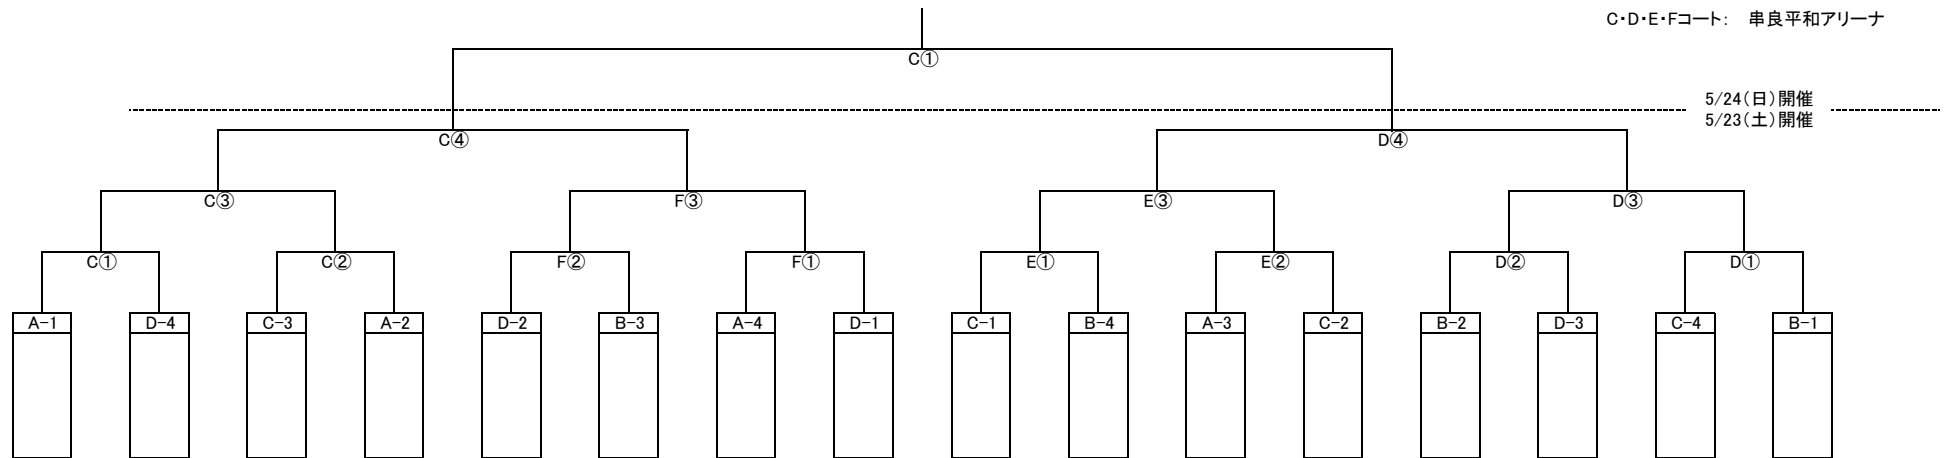 C・D・E・Fコート： 串良平和アリーナ
C①
5/24(日)開催
5/23(土)開催
C④ D④
C③ F③ E③ D③
C① C② F② F① E① E② D② D①
A-1 D-4 C-3 A-2 D-2 B-3 A-4 D-1 C-1 B-4 A-3 C-2 B-2 D-3 C-4 B-1